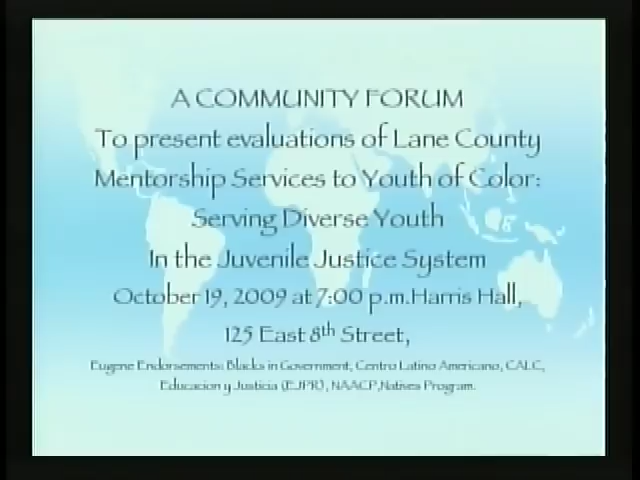 A COMMUNITY FORUM
To present evaluations of Lane County
Mentorship Services to Youth of Color:
Serving Diverse Youth
In the Juvenile Justice System
October 19, 2009 at 7:00 p.m.Harris Hall,
125 East 8th Street,
Eugene Endorsements: Blacks in Government, Centro Latino Americano, CALC,
Educacion y Justicia (EJPR), NAACP,Natives Program.